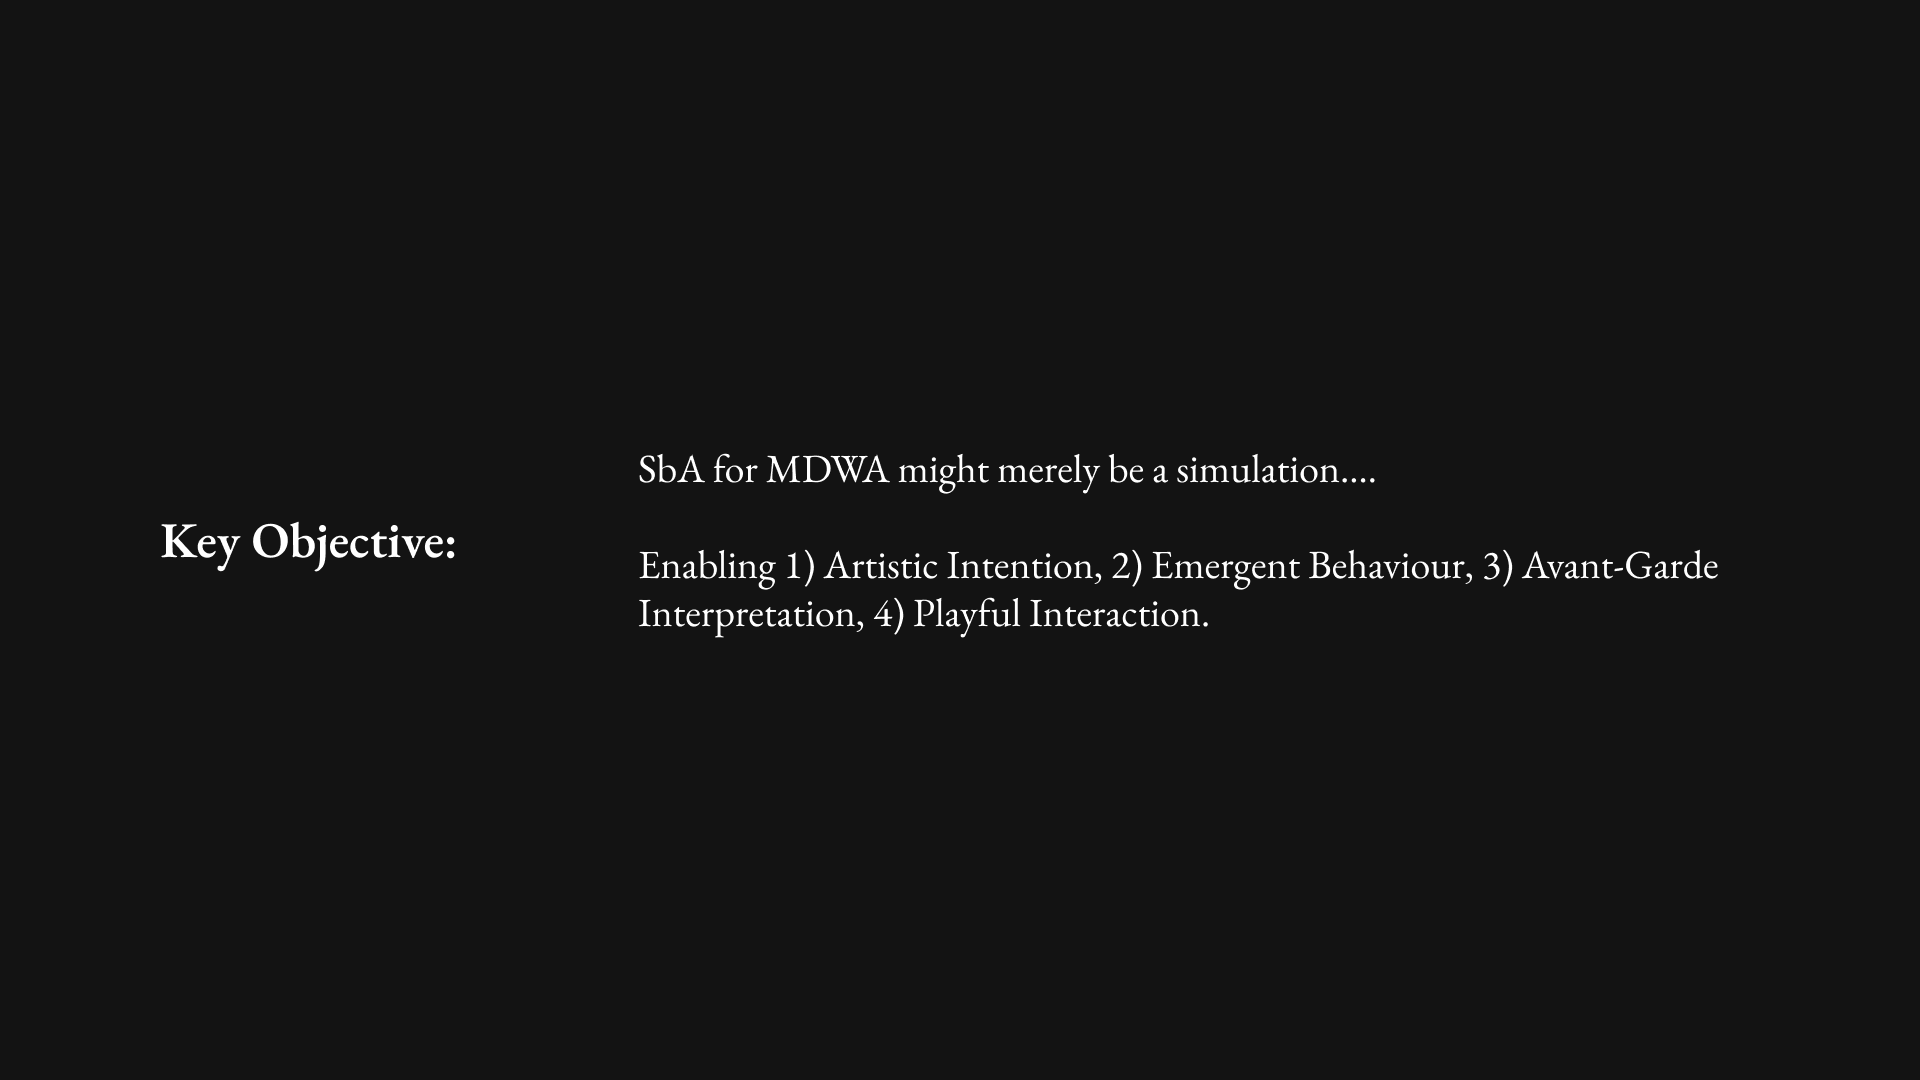 Key Objective:
SbA for MDWA might merely be a simulation....
Enabling 1) Artistic Intention, 2) Emergent Behaviour, 3) Avant-Garde
Interpretation, 4) Playful Interaction.